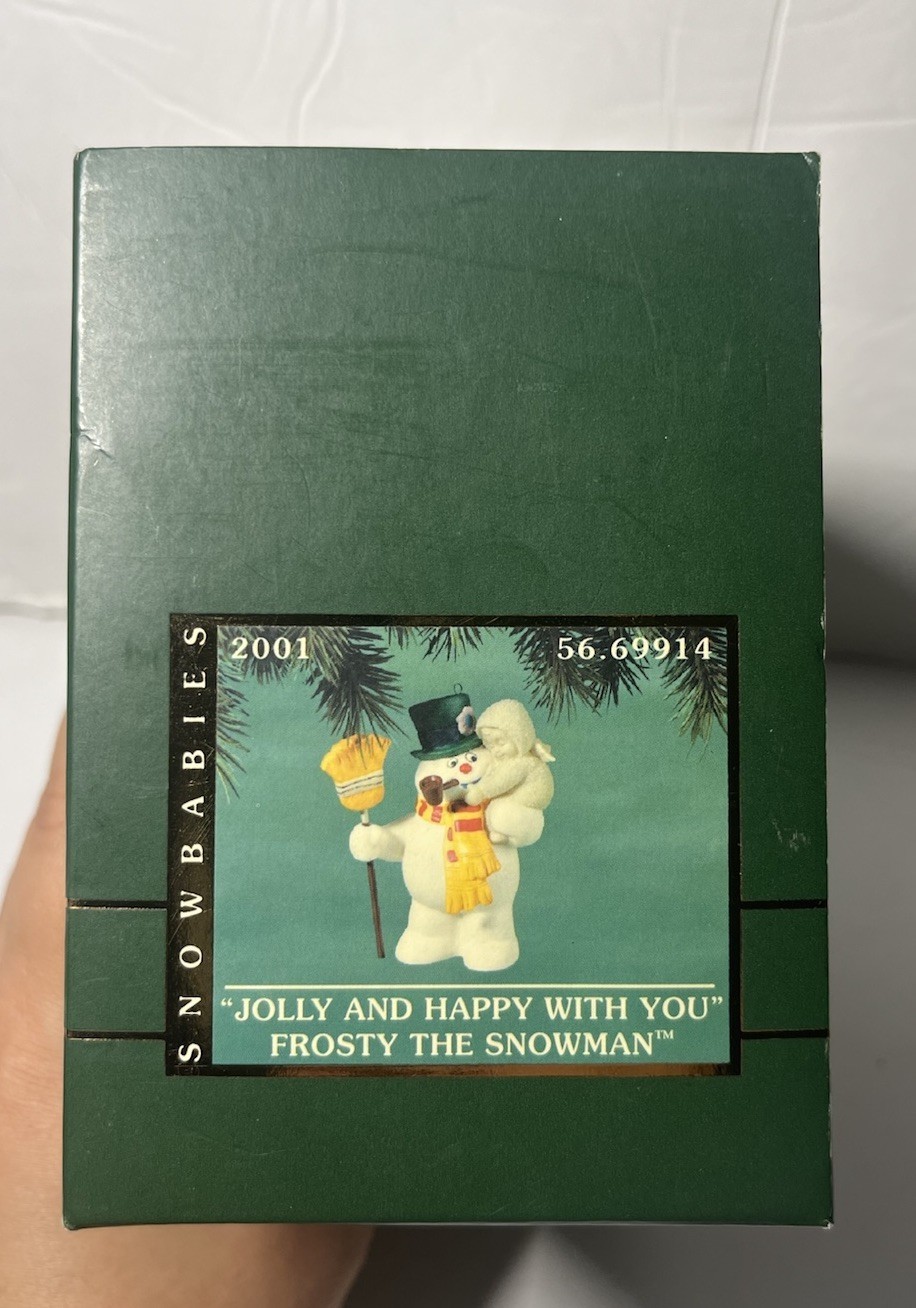 SNOWBABIES
2001 56.69914
“JOLLY AND HAPPY WITH YOU”
FROSTY THE SNOWMAN™